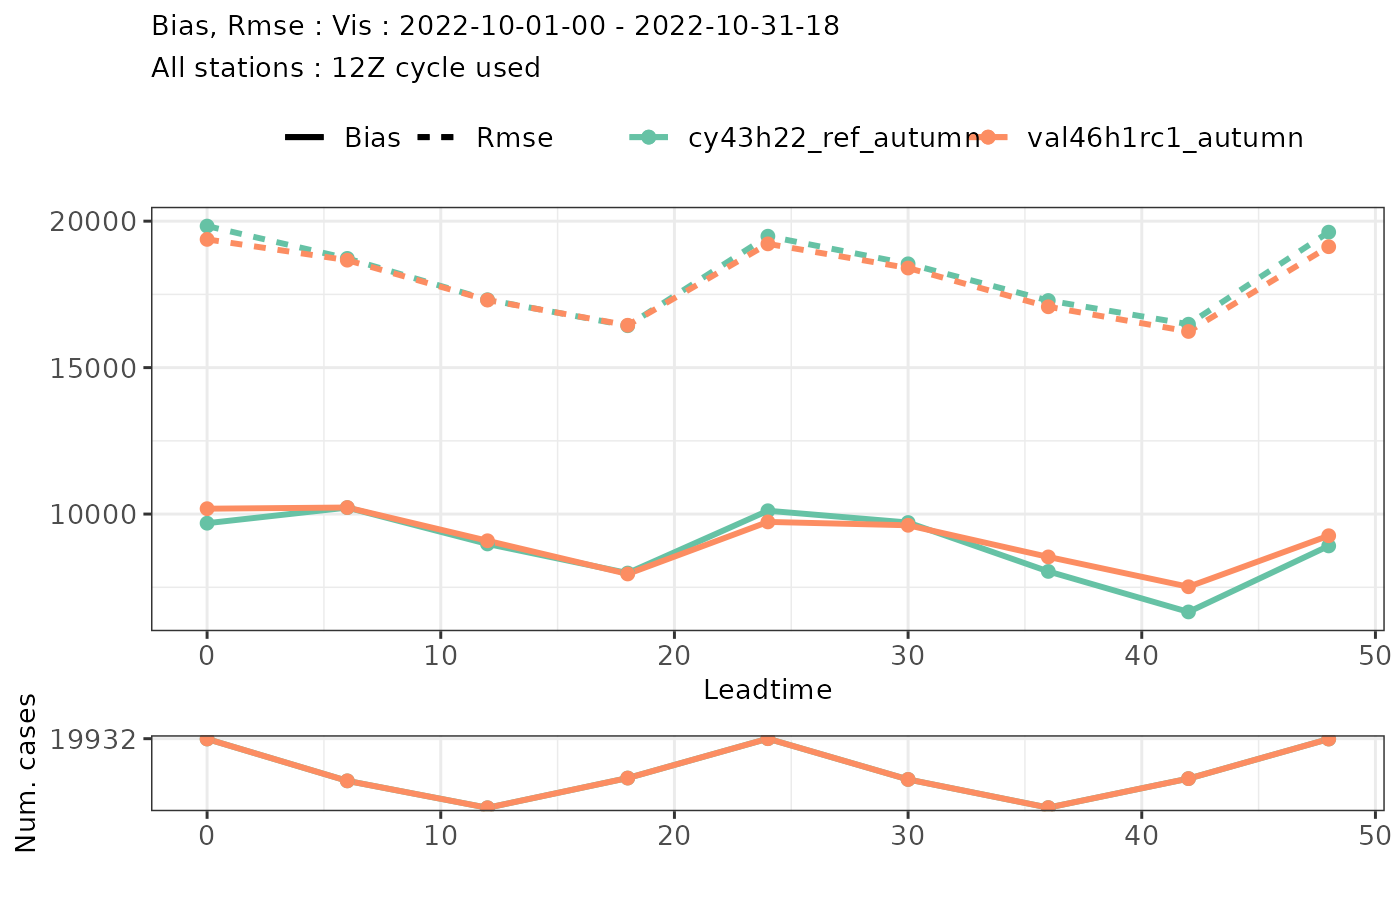 Bias, Rmse : Vis : 2022-10-01-00 - 2022-10-31-18
All stations : 12Z cycle used
Bias Rmse cy43h22_ref_autumn val46h1rc1_autumn
20000
15000
10000
0 10 20 30 40 50
Leadtime
Num. cases
19932
0 10 20 30 40 50